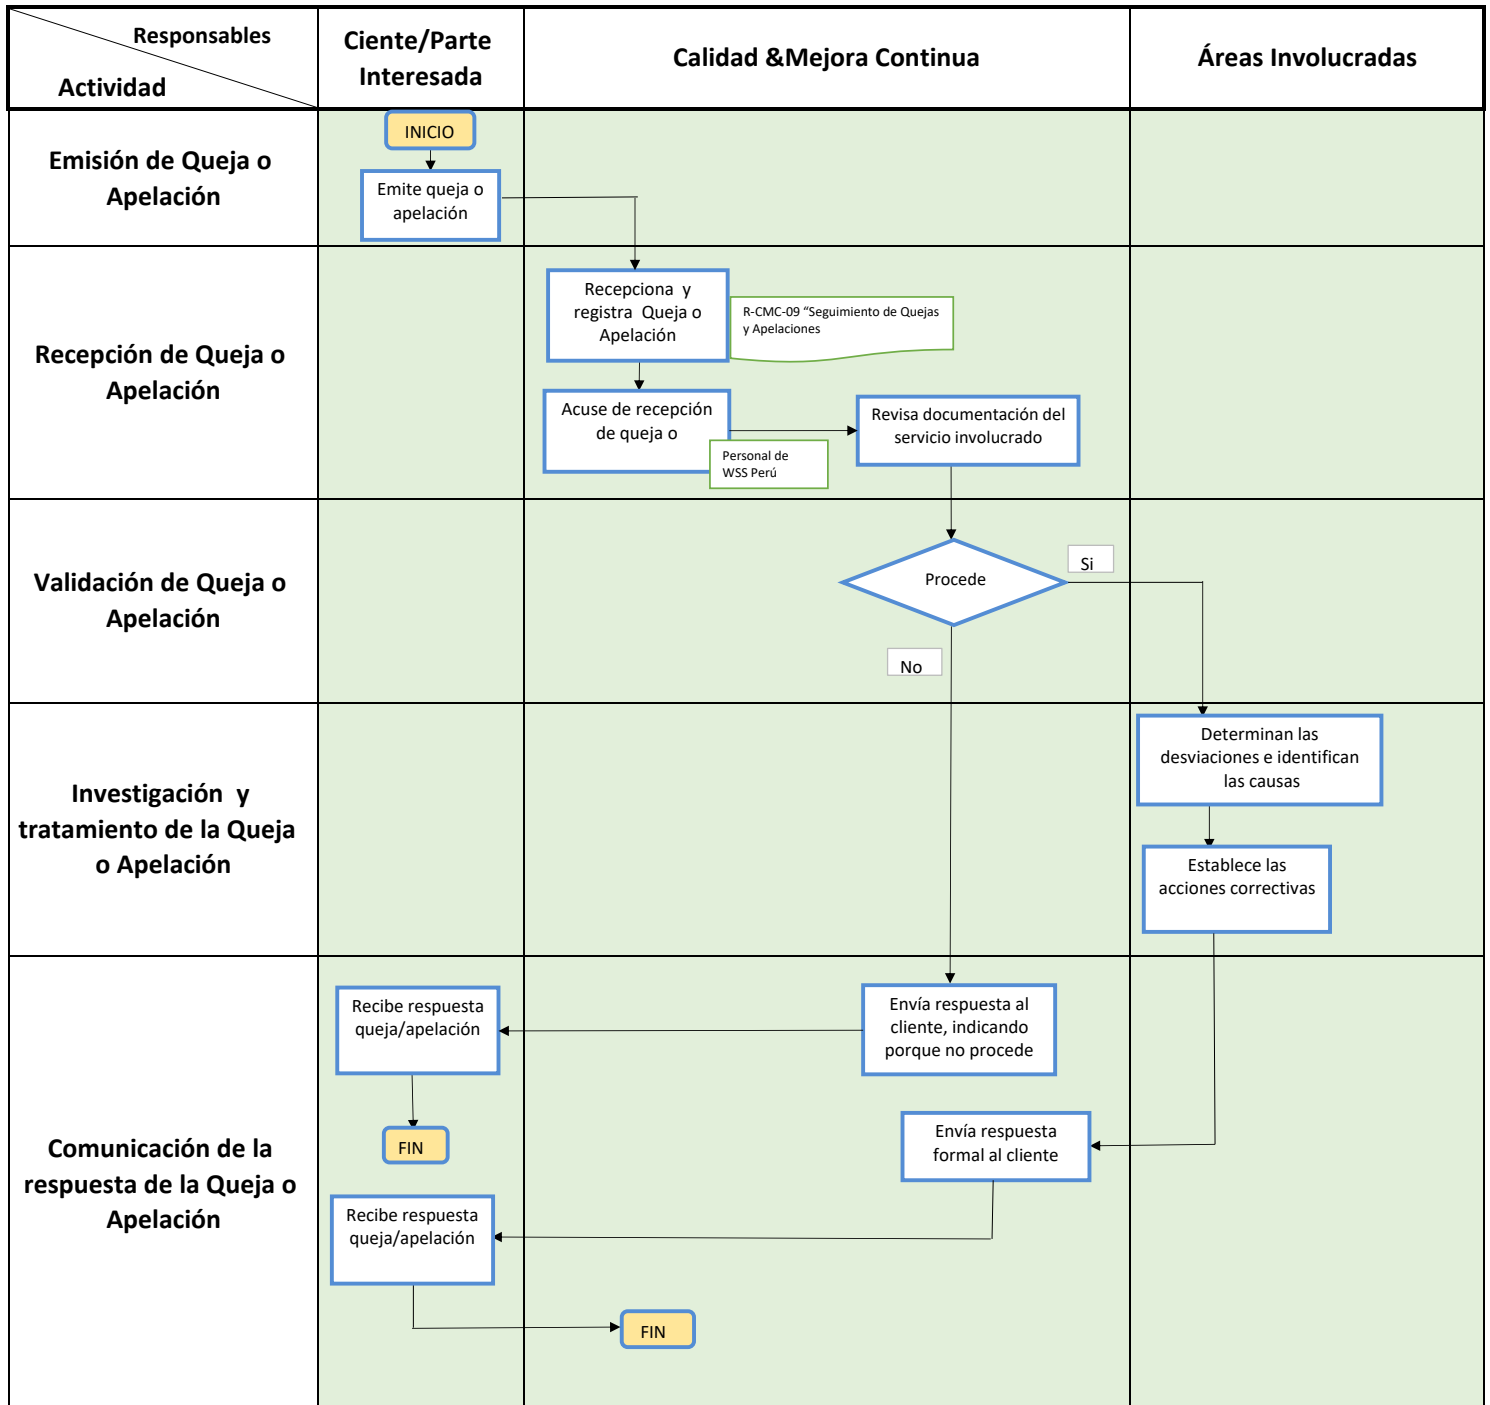 Responsables
Actividad
Ciente/Parte
Interesada
Calidad &Mejora Continua
Áreas Involucradas
Emisión de Queja o
Apelación
INICIO
Emite queja o
apelación
Recepción de Queja o
Apelación
Recepciona  y
registra  Queja o
Apelación
R-CMC-09 “Seguimiento de Quejas
y Apelaciones
Acuse de recepción
de queja o
Personal de
WSS Perú
Revisa documentación del
servicio involucrado
Validación de Queja o
Apelación
Procede
Si
No
Investigación  y
tratamiento de la Queja
o Apelación
Determinan las
desviaciones e identifican
las causas
Establece las
acciones correctivas
Comunicación de la
respuesta de la Queja o
Apelación
Recibe respuesta
queja/apelación
Envía respuesta al
cliente, indicando
porque no procede
FIN
Envía respuesta
formal al cliente
Recibe respuesta
queja/apelación
FIN